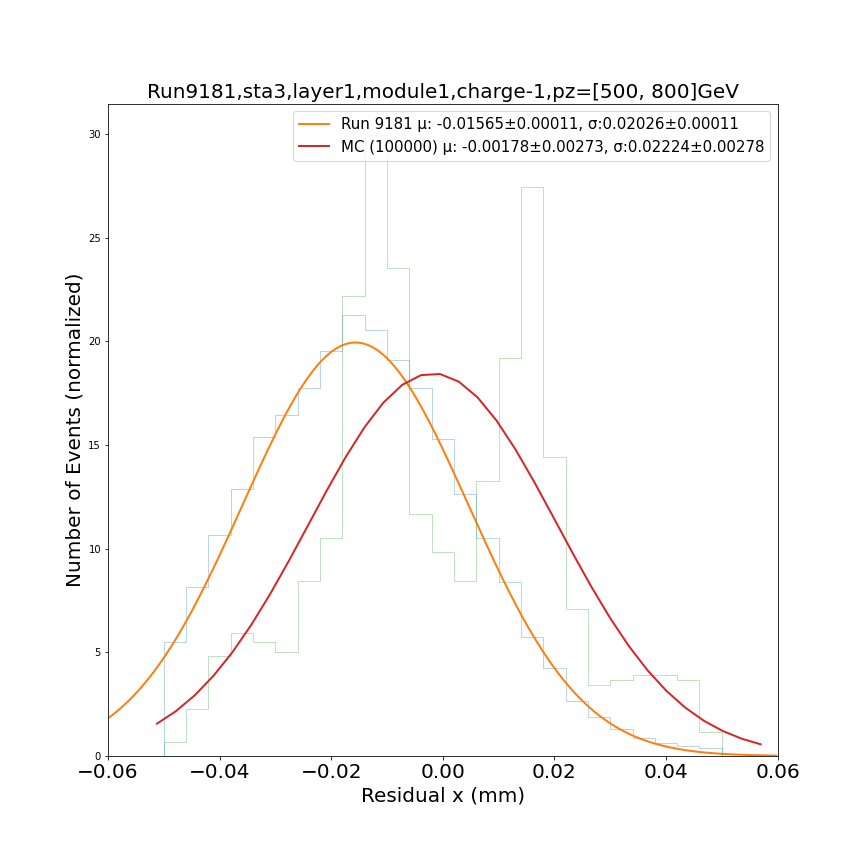 Run9181,sta3,layer1,module1,charge-1,pz=[500, 800]GeV
Run 9181 μ: -0.01565±0.00011, σ:0.02026±0.00011
MC (100000) μ: -0.00178±0.00273, σ:0.02224±0.00278
30
25
20
15
10
5
0
Number of Events (normalized)
−0.06
−0.04
−0.02
0.00
0.02
0.04
0.06
Residual x (mm)